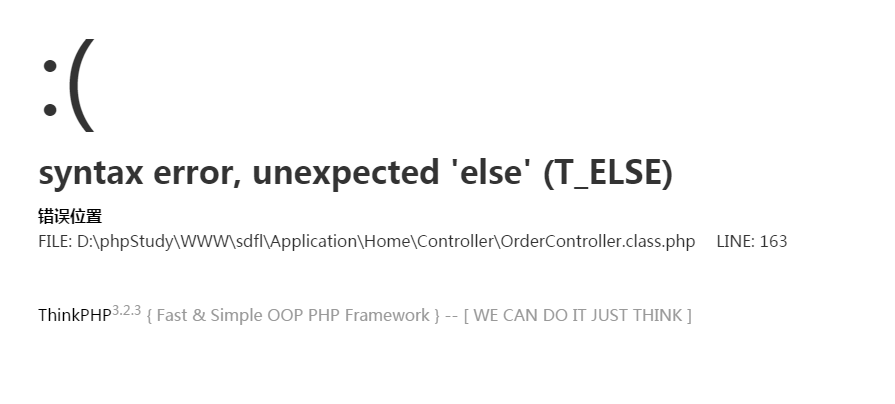 :(
syntax error, unexpected 'else' (T_ELSE)
错误位置
FILE: D:\phpStudy\WWW\sdfl\Application\Home\Controller\OrderController.class.php LINE: 163
ThinkPHP3.2.3 { Fast & Simple OOP PHP Framework } -- [ WE CAN DO IT JUST THINK ]